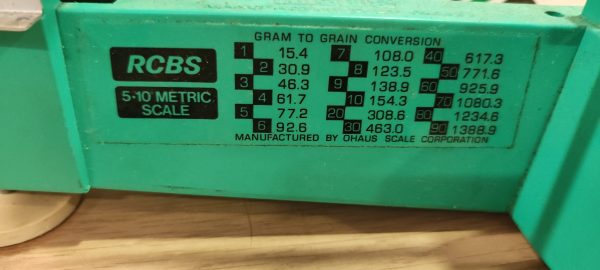 GRAM TO GRAIN CONVERSION
RCBS
5-10 METRIC
SCALE
1 15.4 7 108.0 40 617.3
2 30.9 8 123.5 50 771.6
3 46.3 9 138.9 60 925.9
4 61.7 10 154.3 70 1080.3
5 77.2 20 308.6 80 1234.6
6 92.6 30 463.0 90 1388.9
MANUFACTURED BY OHAUS SCALE CORPORATION